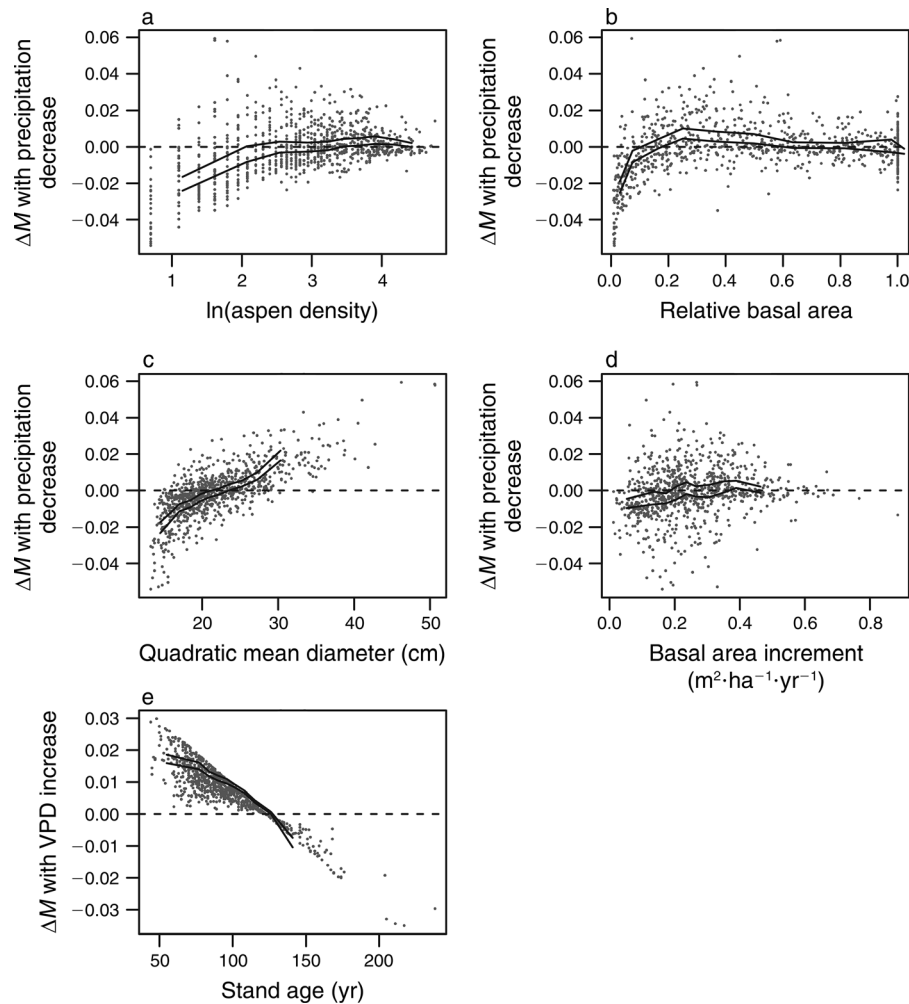 a
ΔM with precipitation
decrease
0.06
0.04
0.02
0.00
−0.02
−0.04
1 2 3 4
ln(aspen density)
b
ΔM with precipitation
decrease
0.06
0.04
0.02
0.00
−0.02
−0.04
0.0 0.2 0.4 0.6 0.8 1.0
Relative basal area
c
ΔM with precipitation
decrease
0.06
0.04
0.02
0.00
−0.02
−0.04
20 30 40 50
Quadratic mean diameter (cm)
d
ΔM with precipitation
decrease
0.06
0.04
0.02
0.00
−0.02
−0.04
0.0 0.2 0.4 0.6 0.8
Basal area increment
(m²·ha⁻¹·yr⁻¹)
e
ΔM with VPD increase
0.03
0.02
0.01
0.00
−0.01
−0.02
−0.03
50 100 150 200
Stand age (yr)